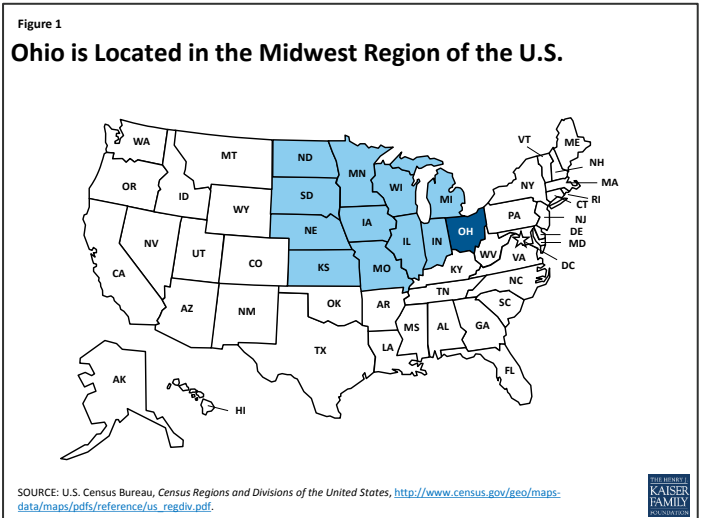 Figure 1
Ohio is Located in the Midwest Region of the U.S.
WA
MT
ND
MN
VT
ME
NH
OR
ID
SD
WI
MI
NY
MA
RI
CT
WY
IA
PA
NJ
NV
UT
NE
IL
IN
OH
DE
MD
CA
CO
KS
MO
WV
VA
DC
KY
AZ
NM
OK
AR
TN
NC
SC
TX
LA
MS
AL
GA
FL
AK
HI
SOURCE: U.S. Census Bureau, Census Regions and Divisions of the United States, http://www.census.gov/geo/maps-
data/maps/pdfs/reference/us_regdiv.pdf.
THE HENRY J.
KAISER
FAMILY
FOUNDATION